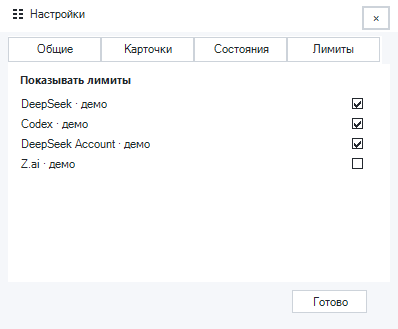 Настройки
×
Общие Карточки Состояния Лимиты
Показывать лимиты
DeepSeek · демо
Codex · демо
DeepSeek Account · демо
Z.ai · демо
Готово